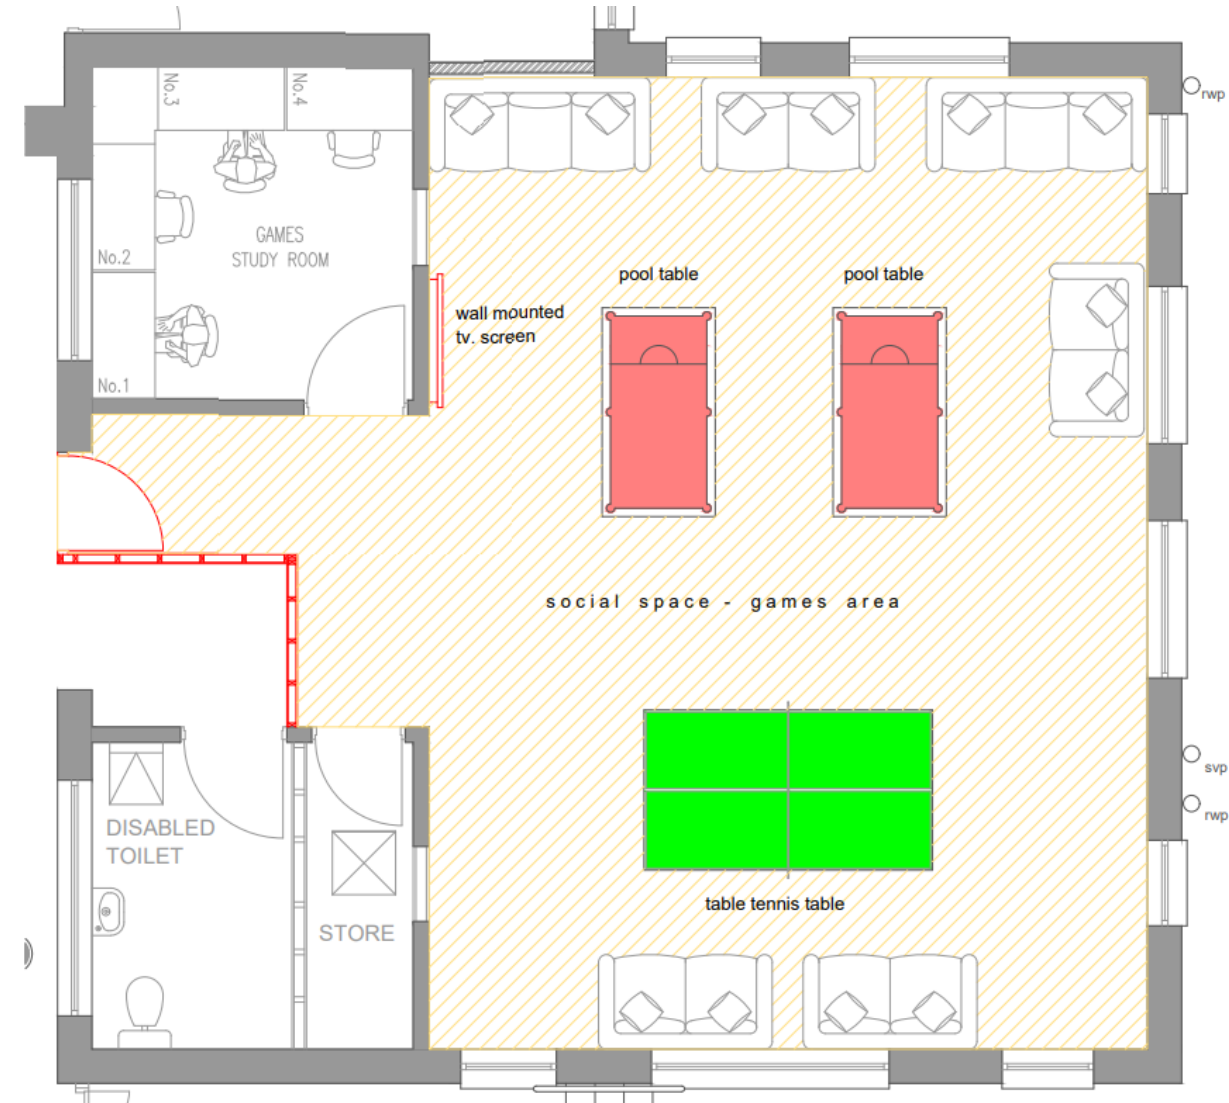 No.3
No.4
rwp
GAMES
STUDY ROOM
No.2
pool table
pool table
wall mounted
tv. screen
No.1
social space - games area
svp
rwp
DISABLED
TOILET
table tennis table
STORE